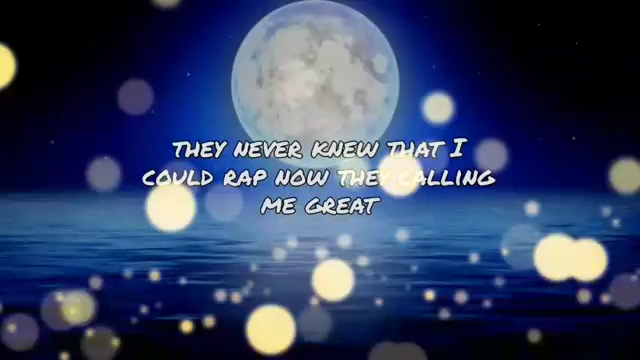 THEY NEVER KNEW THAT I
COULD RAP NOW THEY CALLING
ME GREAT